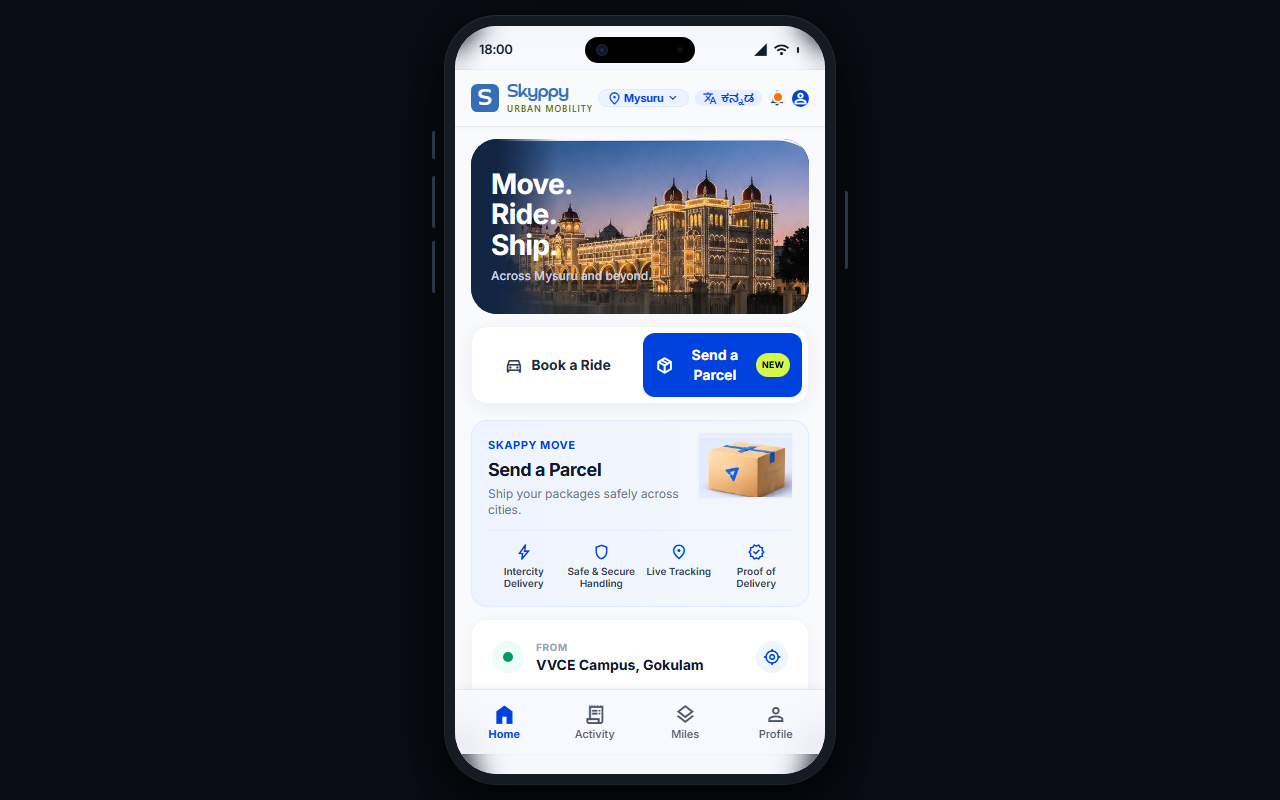 18:00
S
Skyppy
URBAN MOBILITY
Mysuru
ಕನ್ನಡ
Move.
Ride.
Ship.
Across Mysuru and beyond.
Book a Ride
Send a
Parcel
NEW
SKAPPY MOVE
Send a Parcel
Ship your packages safely across
cities.
Intercity
Delivery
Safe & Secure
Handling
Live Tracking
Proof of
Delivery
FROM
VVCE Campus, Gokulam
Home
Activity
Miles
Profile